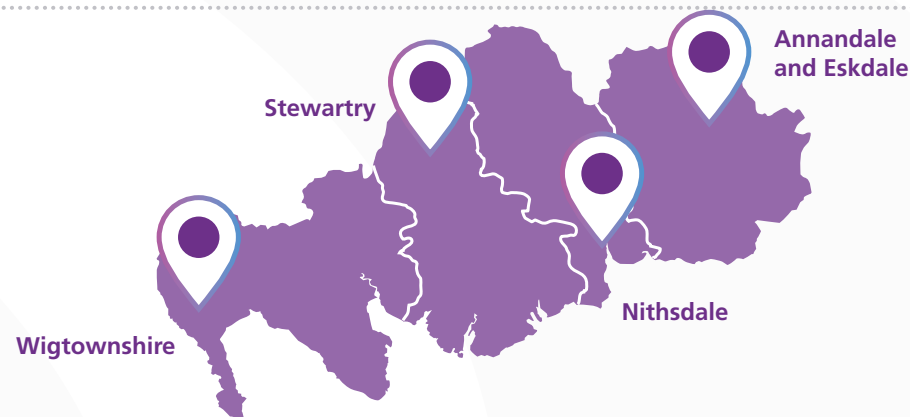 Annandale
and Eskdale
Stewartry
Nithsdale
Wigtownshire